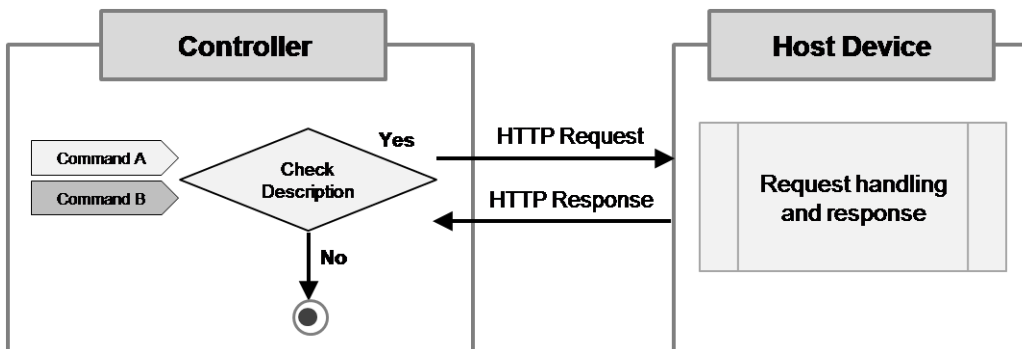 Controller
Host Device
Yes
HTTP Request
Command A
Check
Description
Command B
HTTP Response
Request handling
and response
No